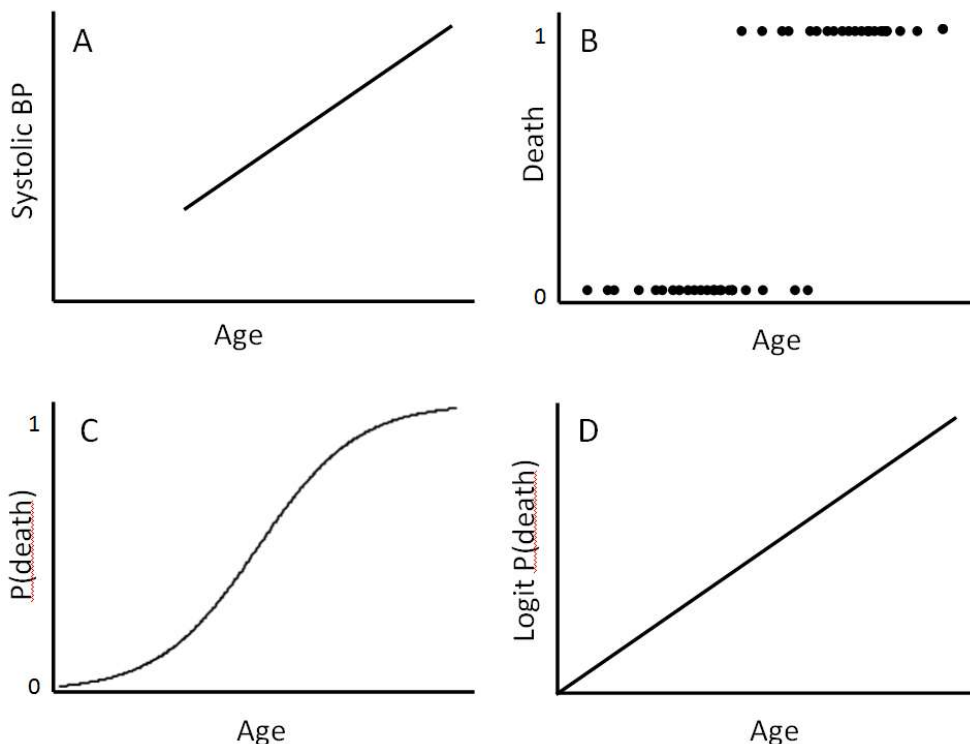 A
Systolic BP
Age
B
1
Death
0
Age
C
1
P(death)
0
Age
D
Logit P(death)
Age